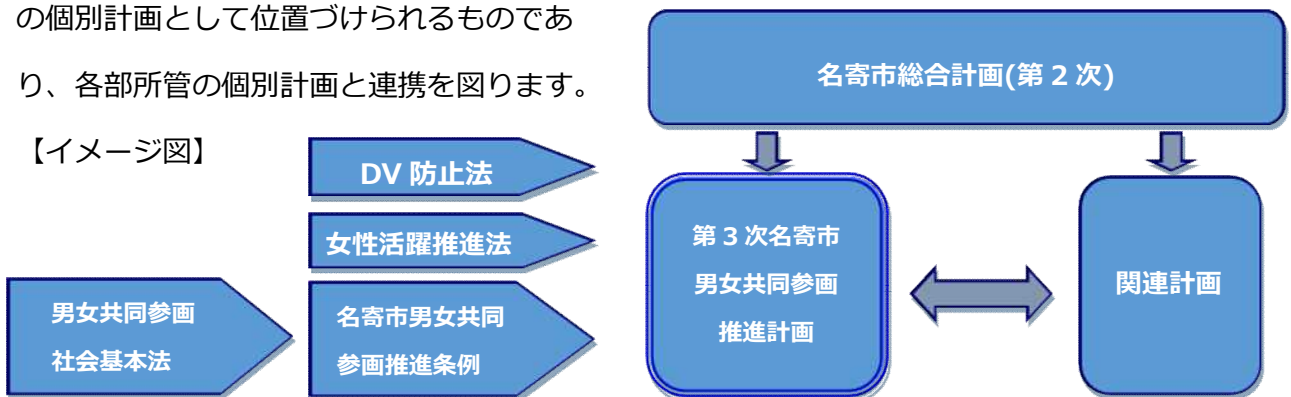 の個別計画として位置づけられるものであ
り、各部所管の個別計画と連携を図ります。
【イメージ図】
名寄市総合計画(第 2 次)
DV 防止法
女性活躍推進法
男女共同参画
社会基本法
名寄市男女共同
参画推進条例
第 3 次名寄市
男女共同参画
推進計画
関連計画